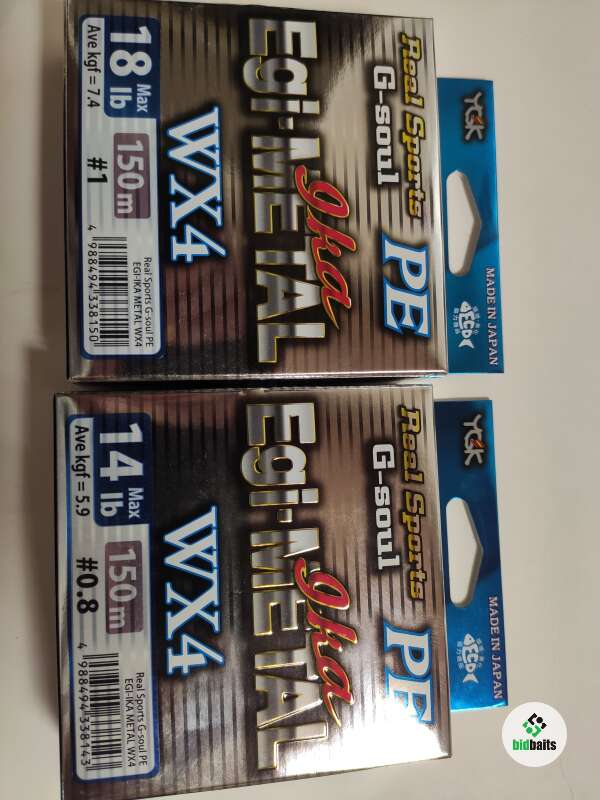 YGK
MADE IN JAPAN
Real Sports
G-soul
PE
Egi・METAL
Ika
WX4
Max
18 lb
Ave kgf = 7.4
150m
#1
Real Sports G-soul PE
EGI-IKA METAL WX4
4 988494 338150
YGK
MADE IN JAPAN
Real Sports
G-soul
PE
Egi・METAL
Ika
WX4
Max
14 lb
Ave kgf = 5.9
150m
#0.8
Real Sports G-soul PE
EGI-IKA METAL WX4
4 988494 338143
bidbaits